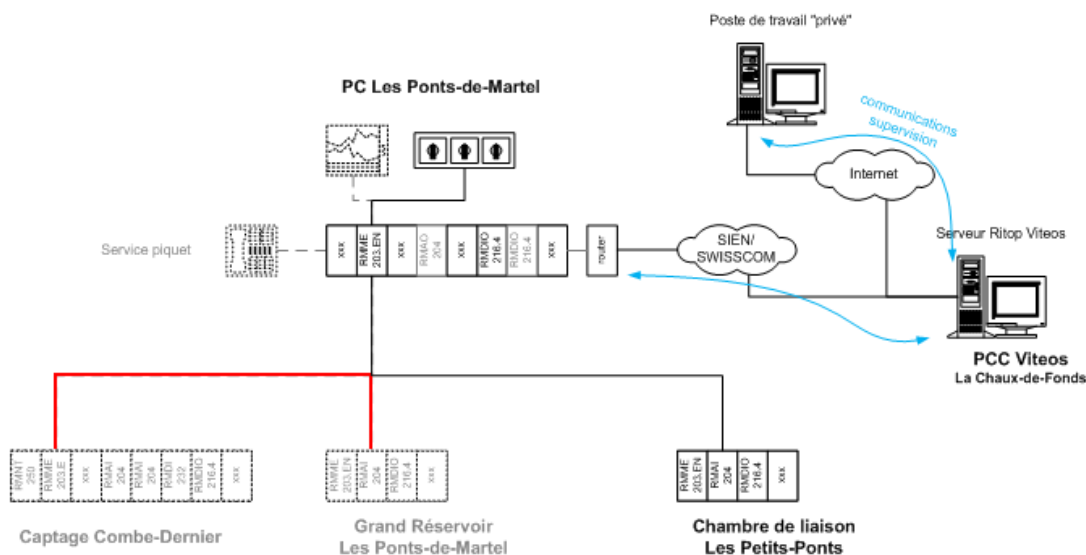 Poste de travail "privé"
PC Les Ponts-de-Martel
communications
supervision
Internet
Service piquet
xxx
RMME
203.EN
xxx
RMAO
204
xxx
RMDIO
216.4
RMDIO
216.4
xxx
router
SIEN/
SWISSCOM
Serveur Ritop Viteos
PCC Viteos
La Chaux-de-Fonds
RMNT
250
RMME
203.E
xxx
RMAI
204
RMAI
204
RMDI
232
RMDIO
216.4
xxx
Captage Combe-Dernier
RMME
203.EN
RMAI
204
RMDIO
216.4
xxx
Grand Réservoir
Les Ponts-de-Martel
RMME
203.EN
RMAI
204
RMDIO
216.4
xxx
Chambre de liaison
Les Petits-Ponts